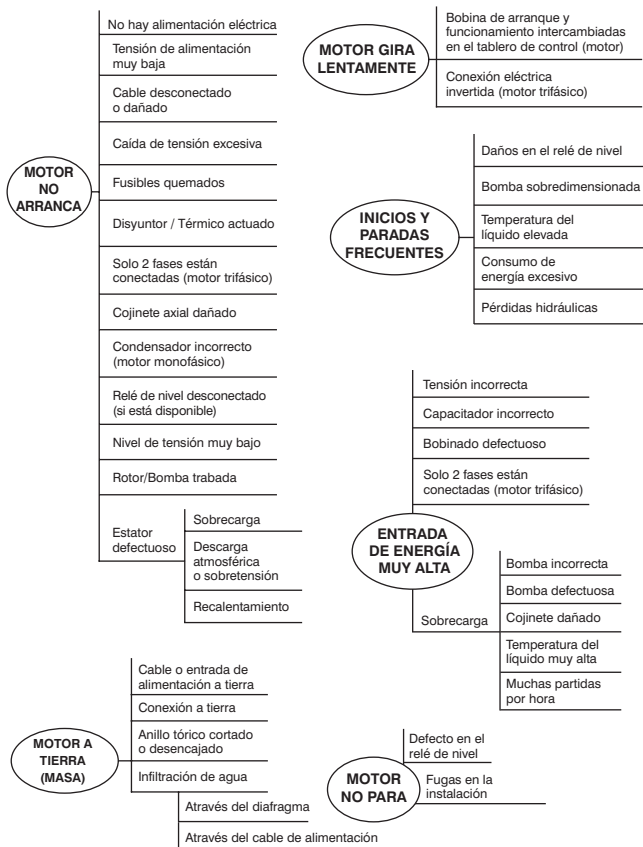 MOTOR
NO
ARRANCA
No hay alimentación eléctrica
Tensión de alimentación
muy baja
Cable desconectado
o dañado
Caída de tensión excesiva
Fusibles quemados
Disyuntor / Térmico actuado
Solo 2 fases están
conectadas (motor trifásico)
Cojinete axial dañado
Condensador incorrecto
(motor monofásico)
Relé de nivel desconectado
(si está disponible)
Nivel de tensión muy bajo
Rotor/Bomba trabada
Estator
defectuoso
Sobrecarga
Descarga
atmosférica
o sobretensión
Recalentamiento
MOTOR GIRA
LENTAMENTE
Bobina de arranque y
funcionamiento intercambiadas
en el tablero de control (motor)
Conexión eléctrica
invertida (motor trifásico)
INICIOS Y
PARADAS
FRECUENTES
Daños en el relé de nivel
Bomba sobredimensionada
Temperatura del
líquido elevada
Consumo de
energía excesivo
Pérdidas hidráulicas
ENTRADA
DE ENERGÍA
MUY ALTA
Tensión incorrecta
Capacitador incorrecto
Bobinado defectuoso
Solo 2 fases están
conectadas (motor trifásico)
Sobrecarga
Bomba incorrecta
Bomba defectuosa
Cojinete dañado
Temperatura del
líquido muy alta
Muchas partidas
por hora
MOTOR A
TIERRA
(MASA)
Cable o entrada de
alimentación a tierra
Conexión a tierra
Anillo tórico cortado
o desencajado
Infiltración de agua
Através del diafragma
Através del cable de alimentación
MOTOR
NO PARA
Defecto en el
relé de nivel
Fugas en la
instalación